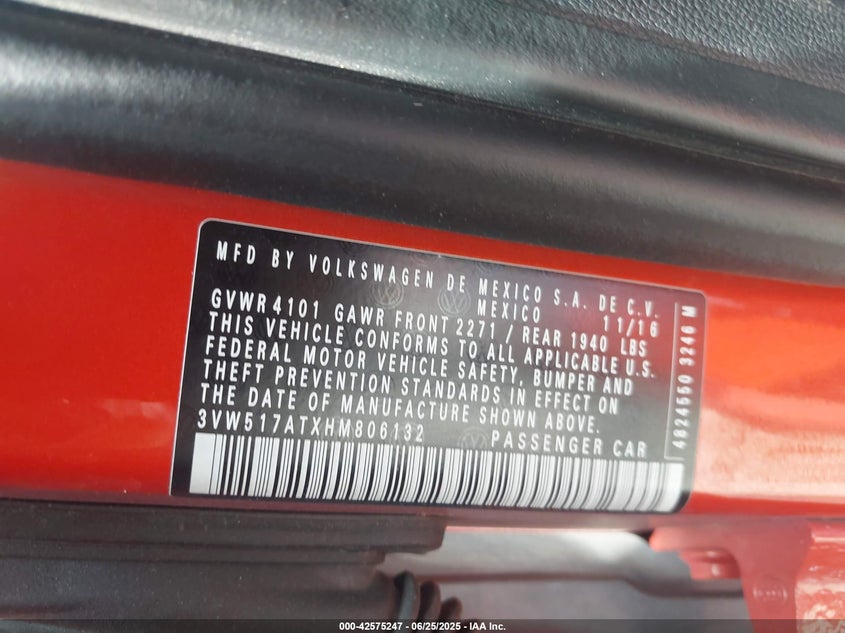 MFD BY VOLKSWAGEN DE MEXICO S.A. DE C.V.
MEXICO 11/16
GVWR 4101 GAWR FRONT 2271 / REAR 1940 LBS
THIS VEHICLE CONFORMS TO ALL APPLICABLE U.S.
FEDERAL MOTOR VEHICLE SAFETY, BUMPER AND
THEFT PREVENTION STANDARDS IN EFFECT ON
THE DATE OF MANUFACTURE SHOWN ABOVE.
3VW517ATXHM806132 PASSENGER CAR
4824550 3246 M
000-42575247 - 06/25/2025 - IAA Inc.